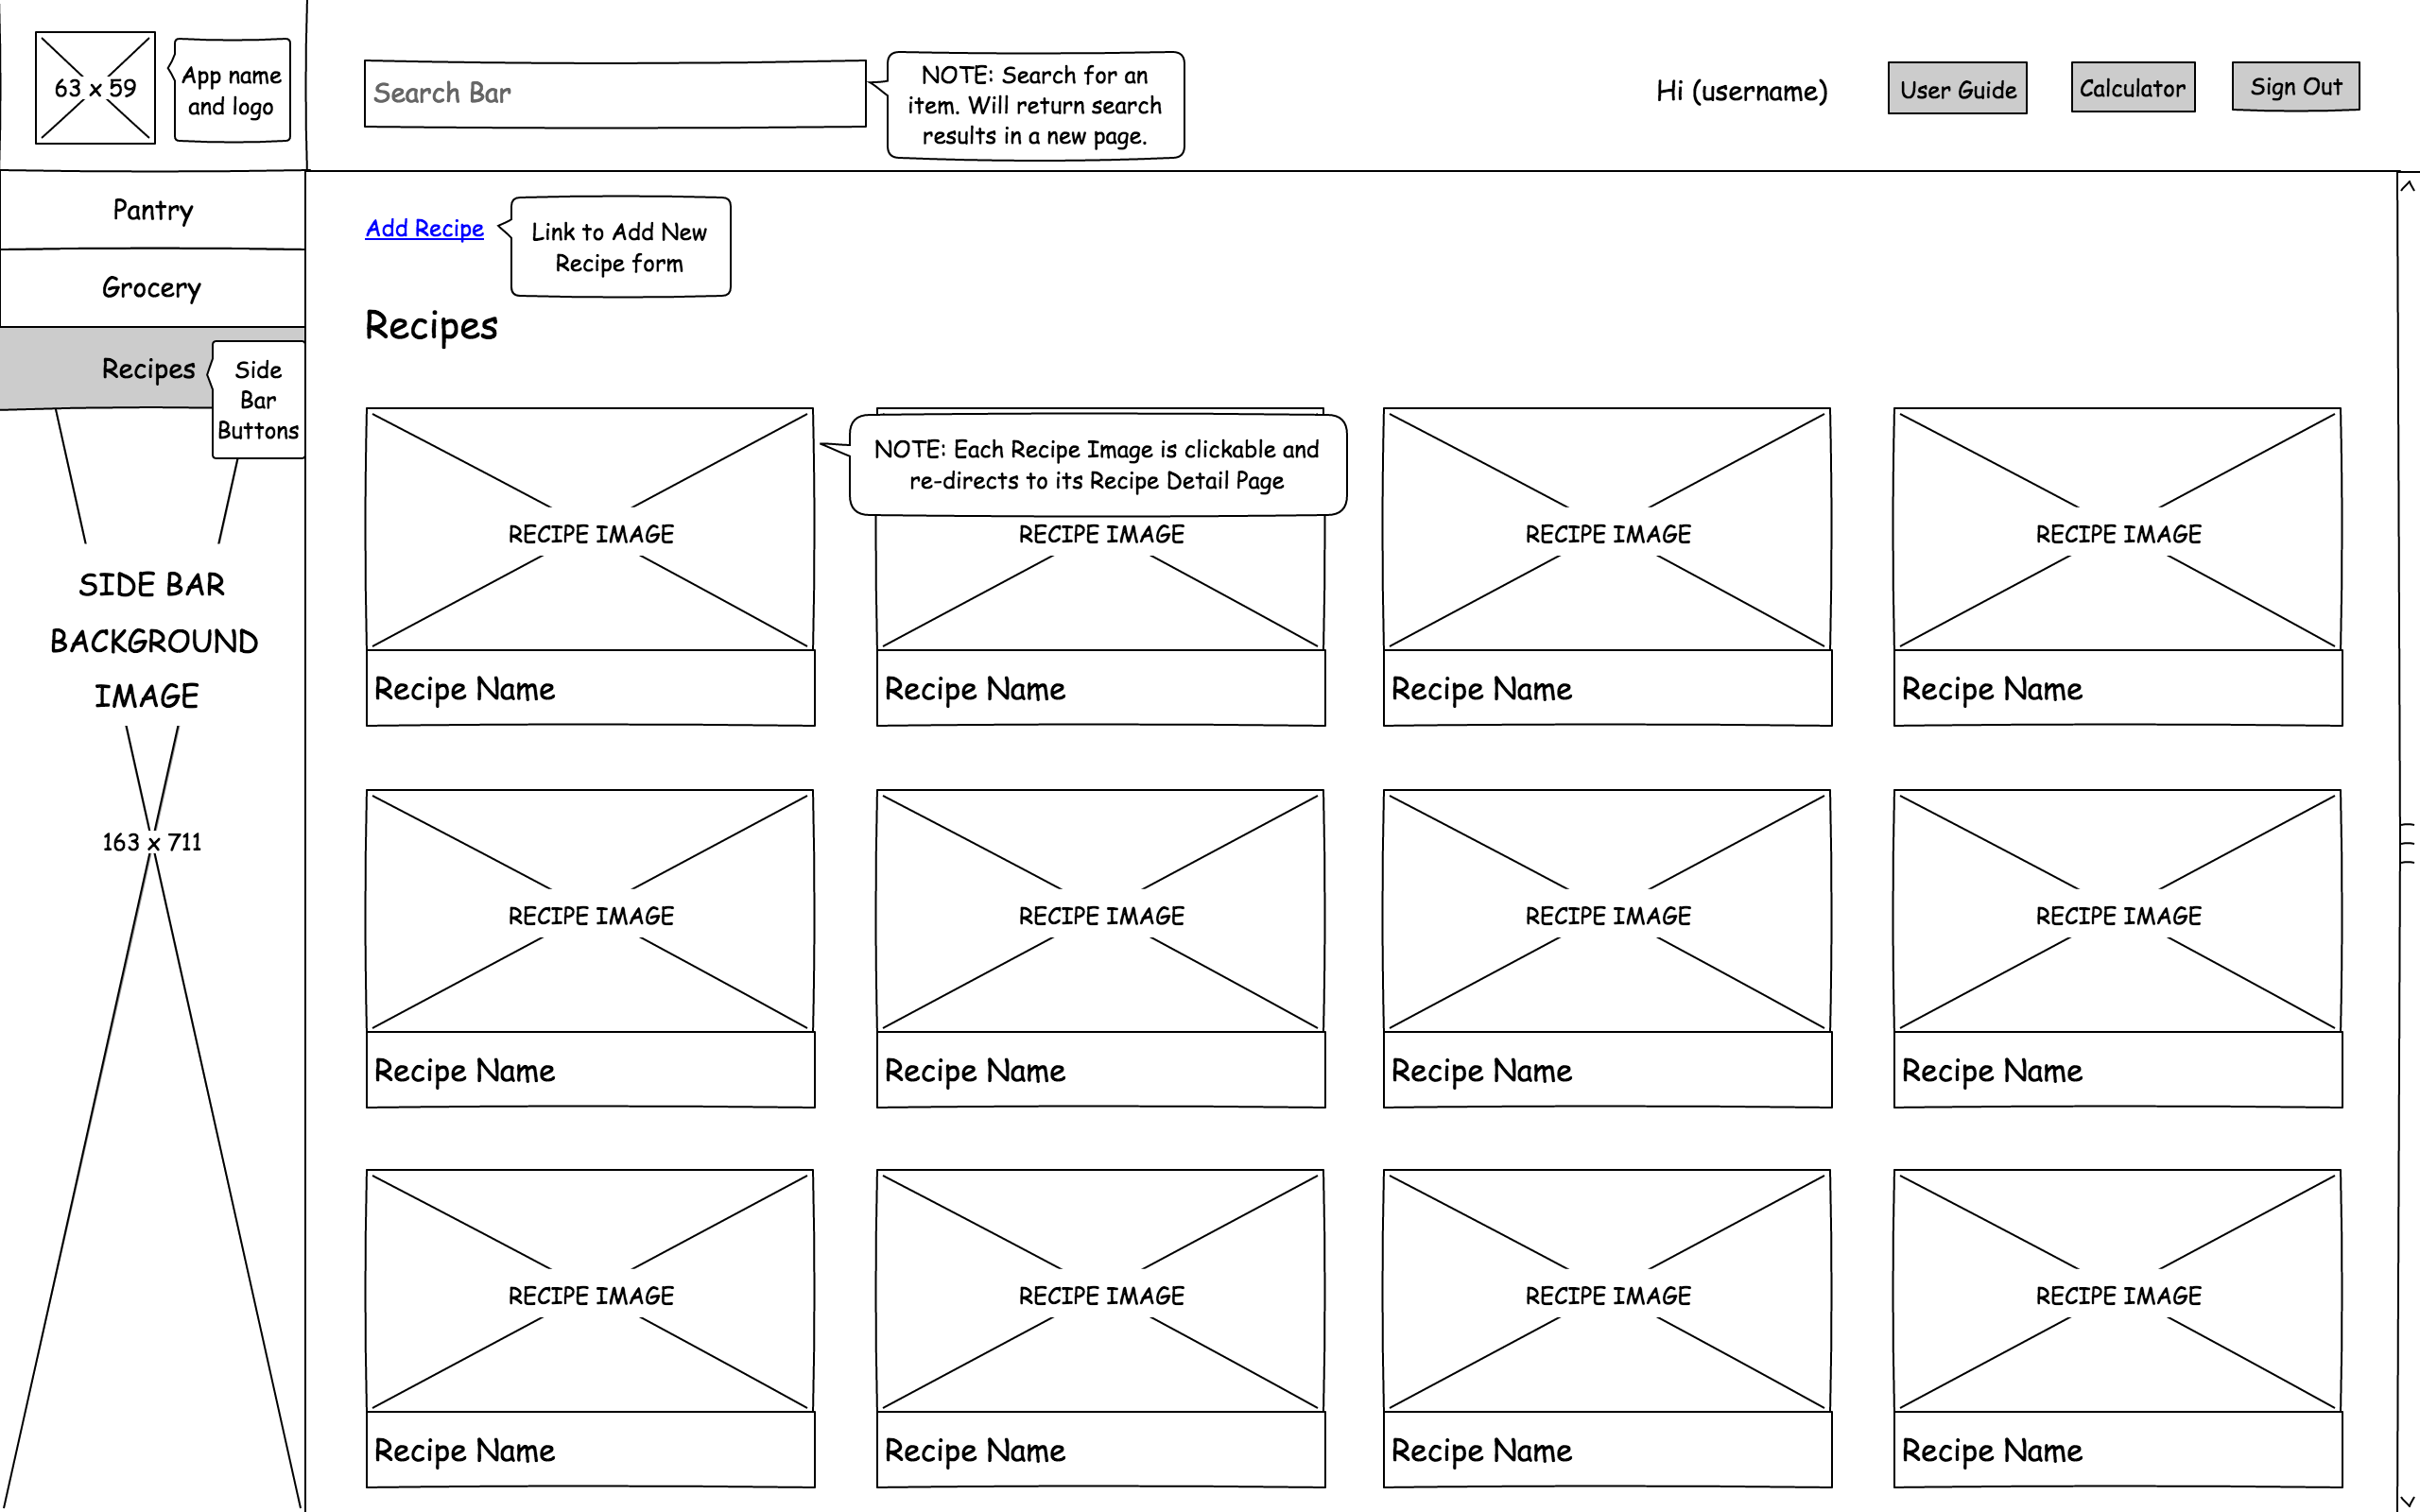 63 x 59
App name
and logo
Search Bar
NOTE: Search for an
item. Will return search
results in a new page.
Hi (username)
User Guide
Calculator
Sign Out
Pantry
Grocery
Recipes
Side
Bar
Buttons
SIDE BAR
BACKGROUND
IMAGE
163 x 711
Add Recipe
Link to Add New
Recipe form
Recipes
NOTE: Each Recipe Image is clickable and
re-directs to its Recipe Detail Page
RECIPE IMAGE
RECIPE IMAGE
RECIPE IMAGE
RECIPE IMAGE
Recipe Name
Recipe Name
Recipe Name
Recipe Name
RECIPE IMAGE
RECIPE IMAGE
RECIPE IMAGE
RECIPE IMAGE
Recipe Name
Recipe Name
Recipe Name
Recipe Name
RECIPE IMAGE
RECIPE IMAGE
RECIPE IMAGE
RECIPE IMAGE
Recipe Name
Recipe Name
Recipe Name
Recipe Name